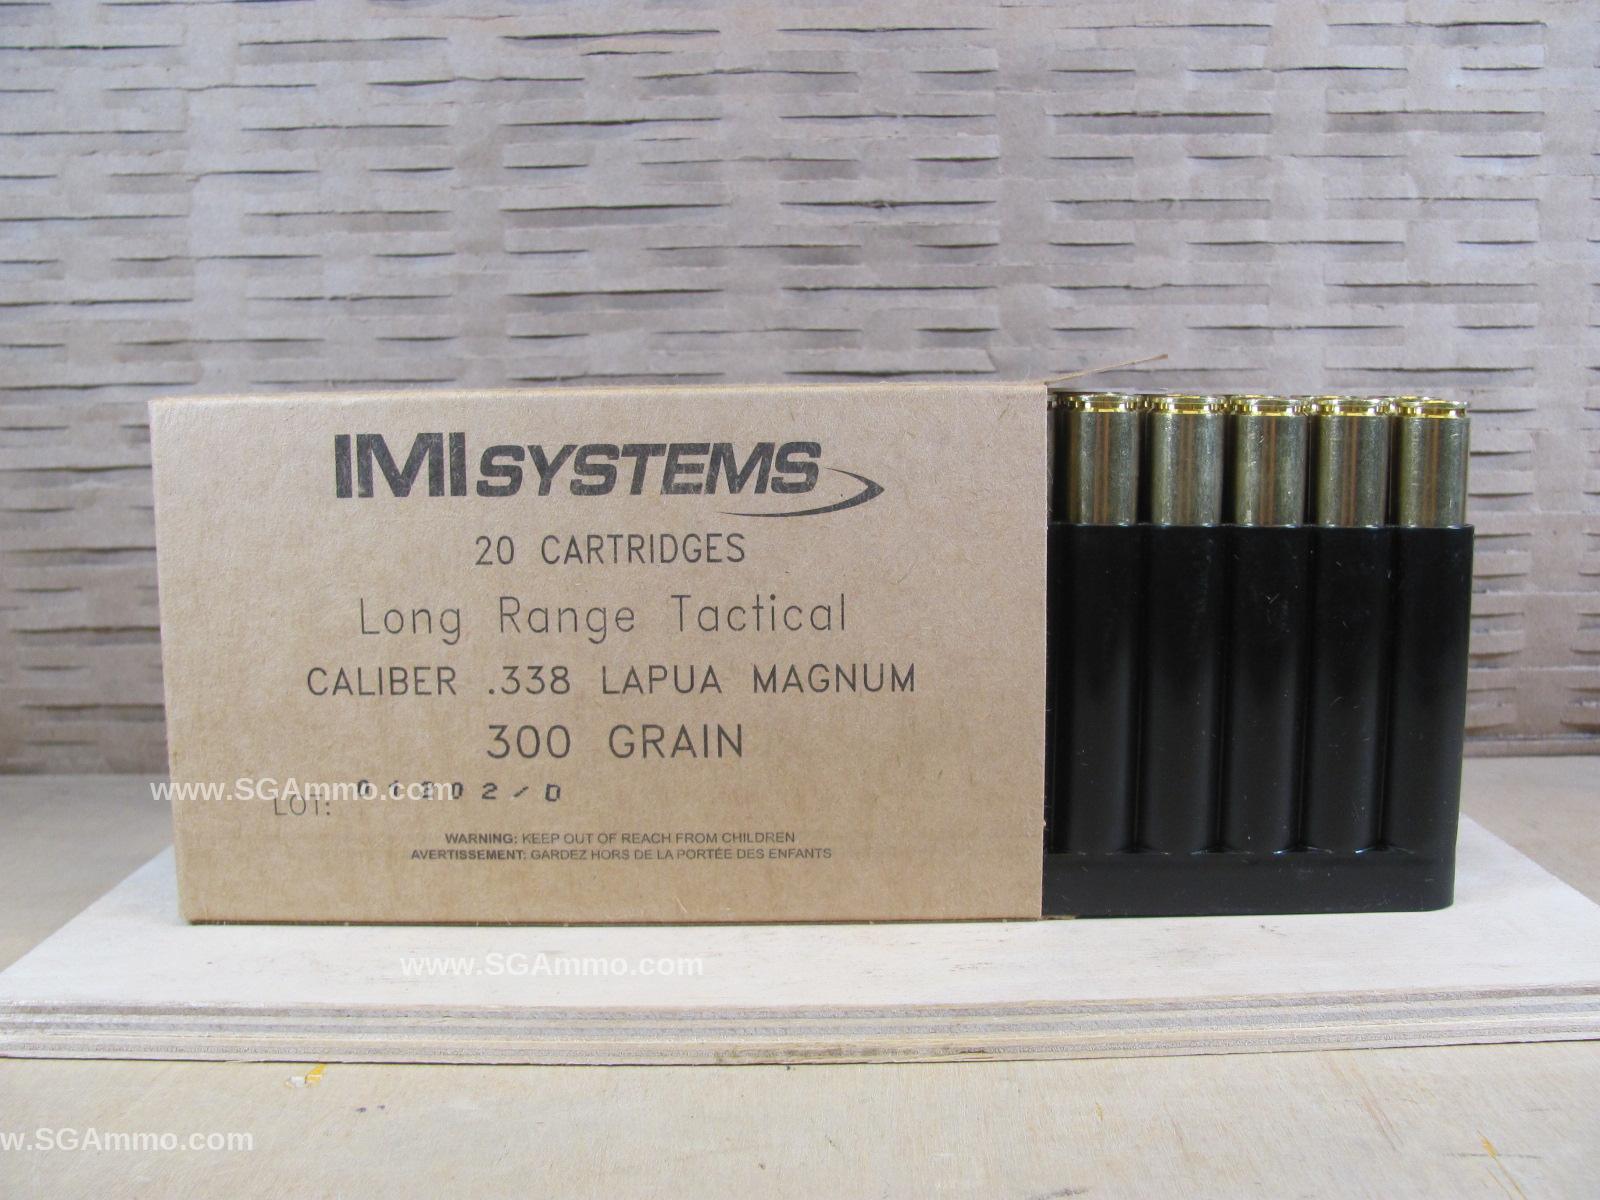 IMI SYSTEMS
20 CARTRIDGES
Long Range Tactical
CALIBER .338 LAPUA MAGNUM
300 GRAIN
www.SGAmmo.com
LOT:
WARNING: KEEP OUT OF REACH FROM CHILDREN
AVERTISSEMENT: GARDEZ HORS DE LA PORTÉE DES ENFANTS
www.SGAmmo.com
w.SGAmmo.com